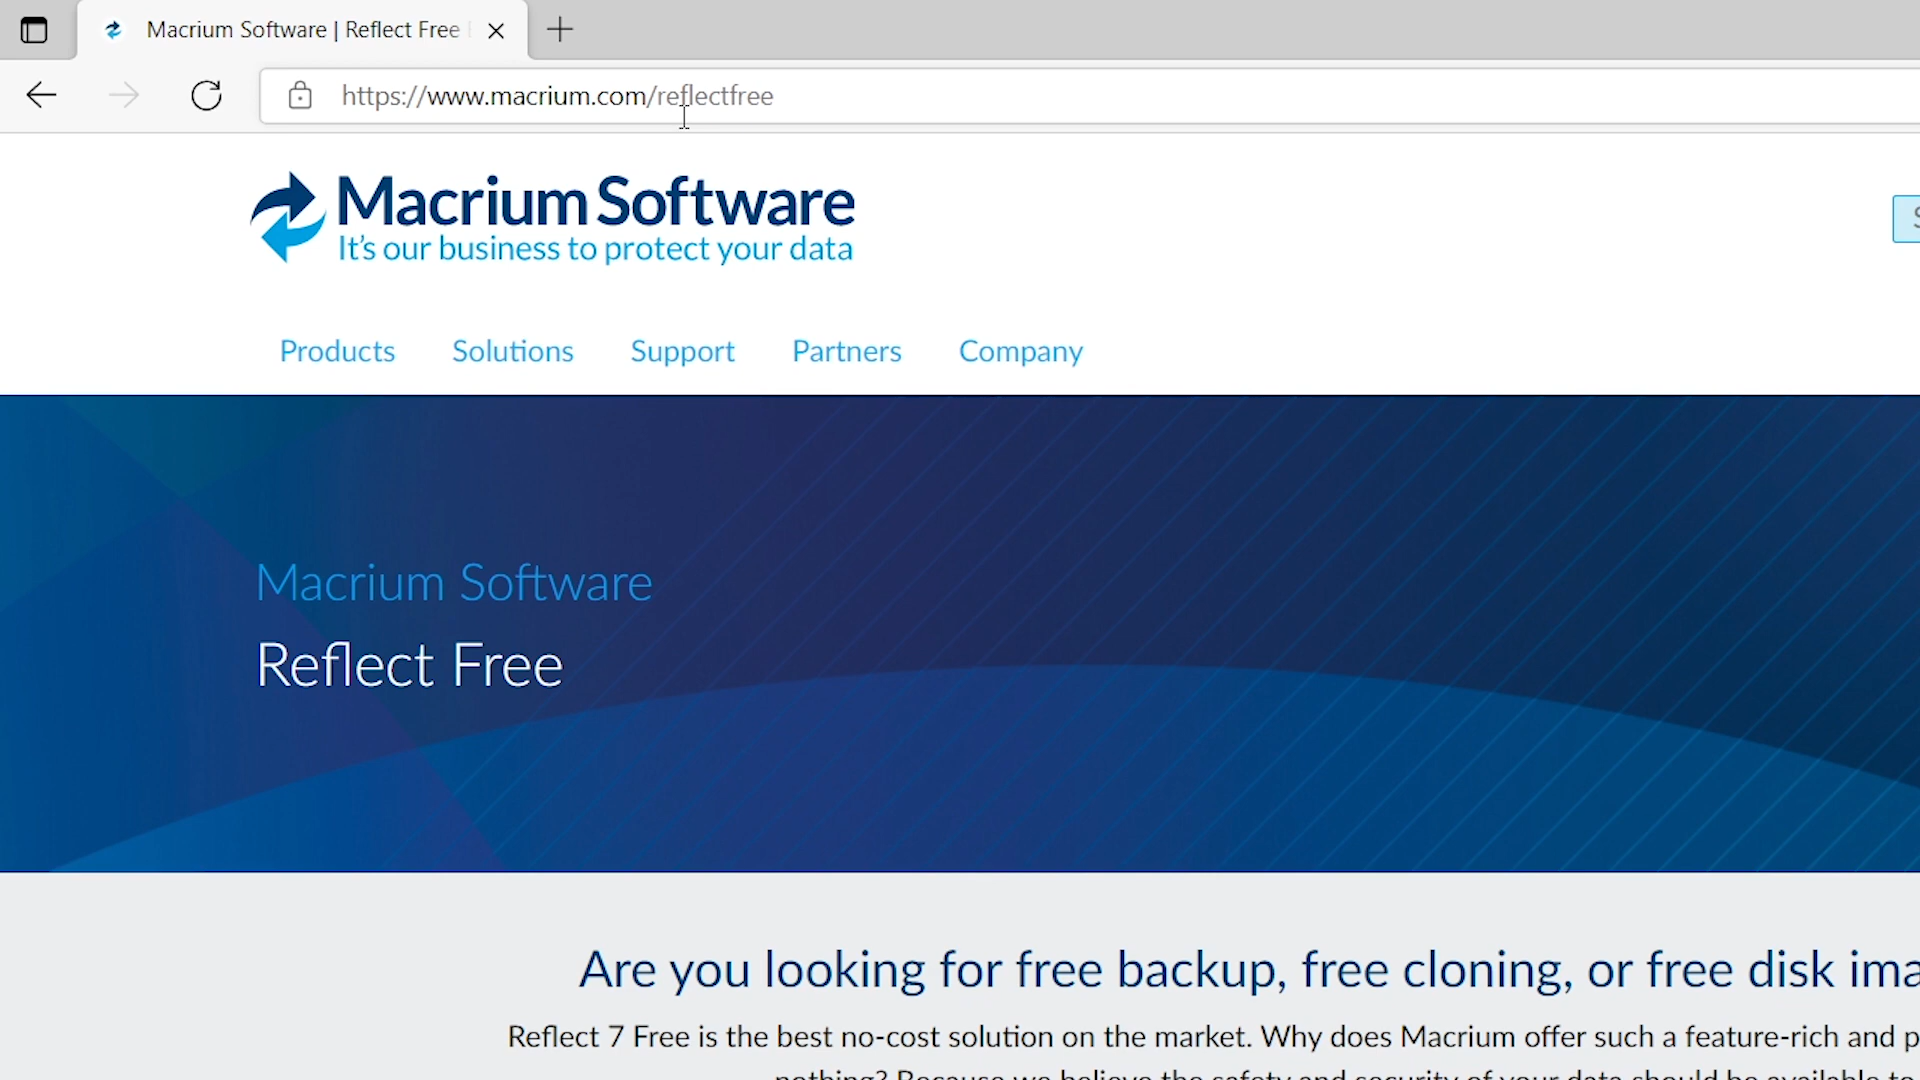 Macrium Software | Reflect Free
https://www.macrium.com/reflectfree
Macrium Software
It's our business to protect your data
Products Solutions Support Partners Company
Macrium Software
Reflect Free
Are you looking for free backup, free cloning, or free disk
Reflect 7 Free is the best no-cost solution on the market. Why does Macrium offer such a feature-rich and